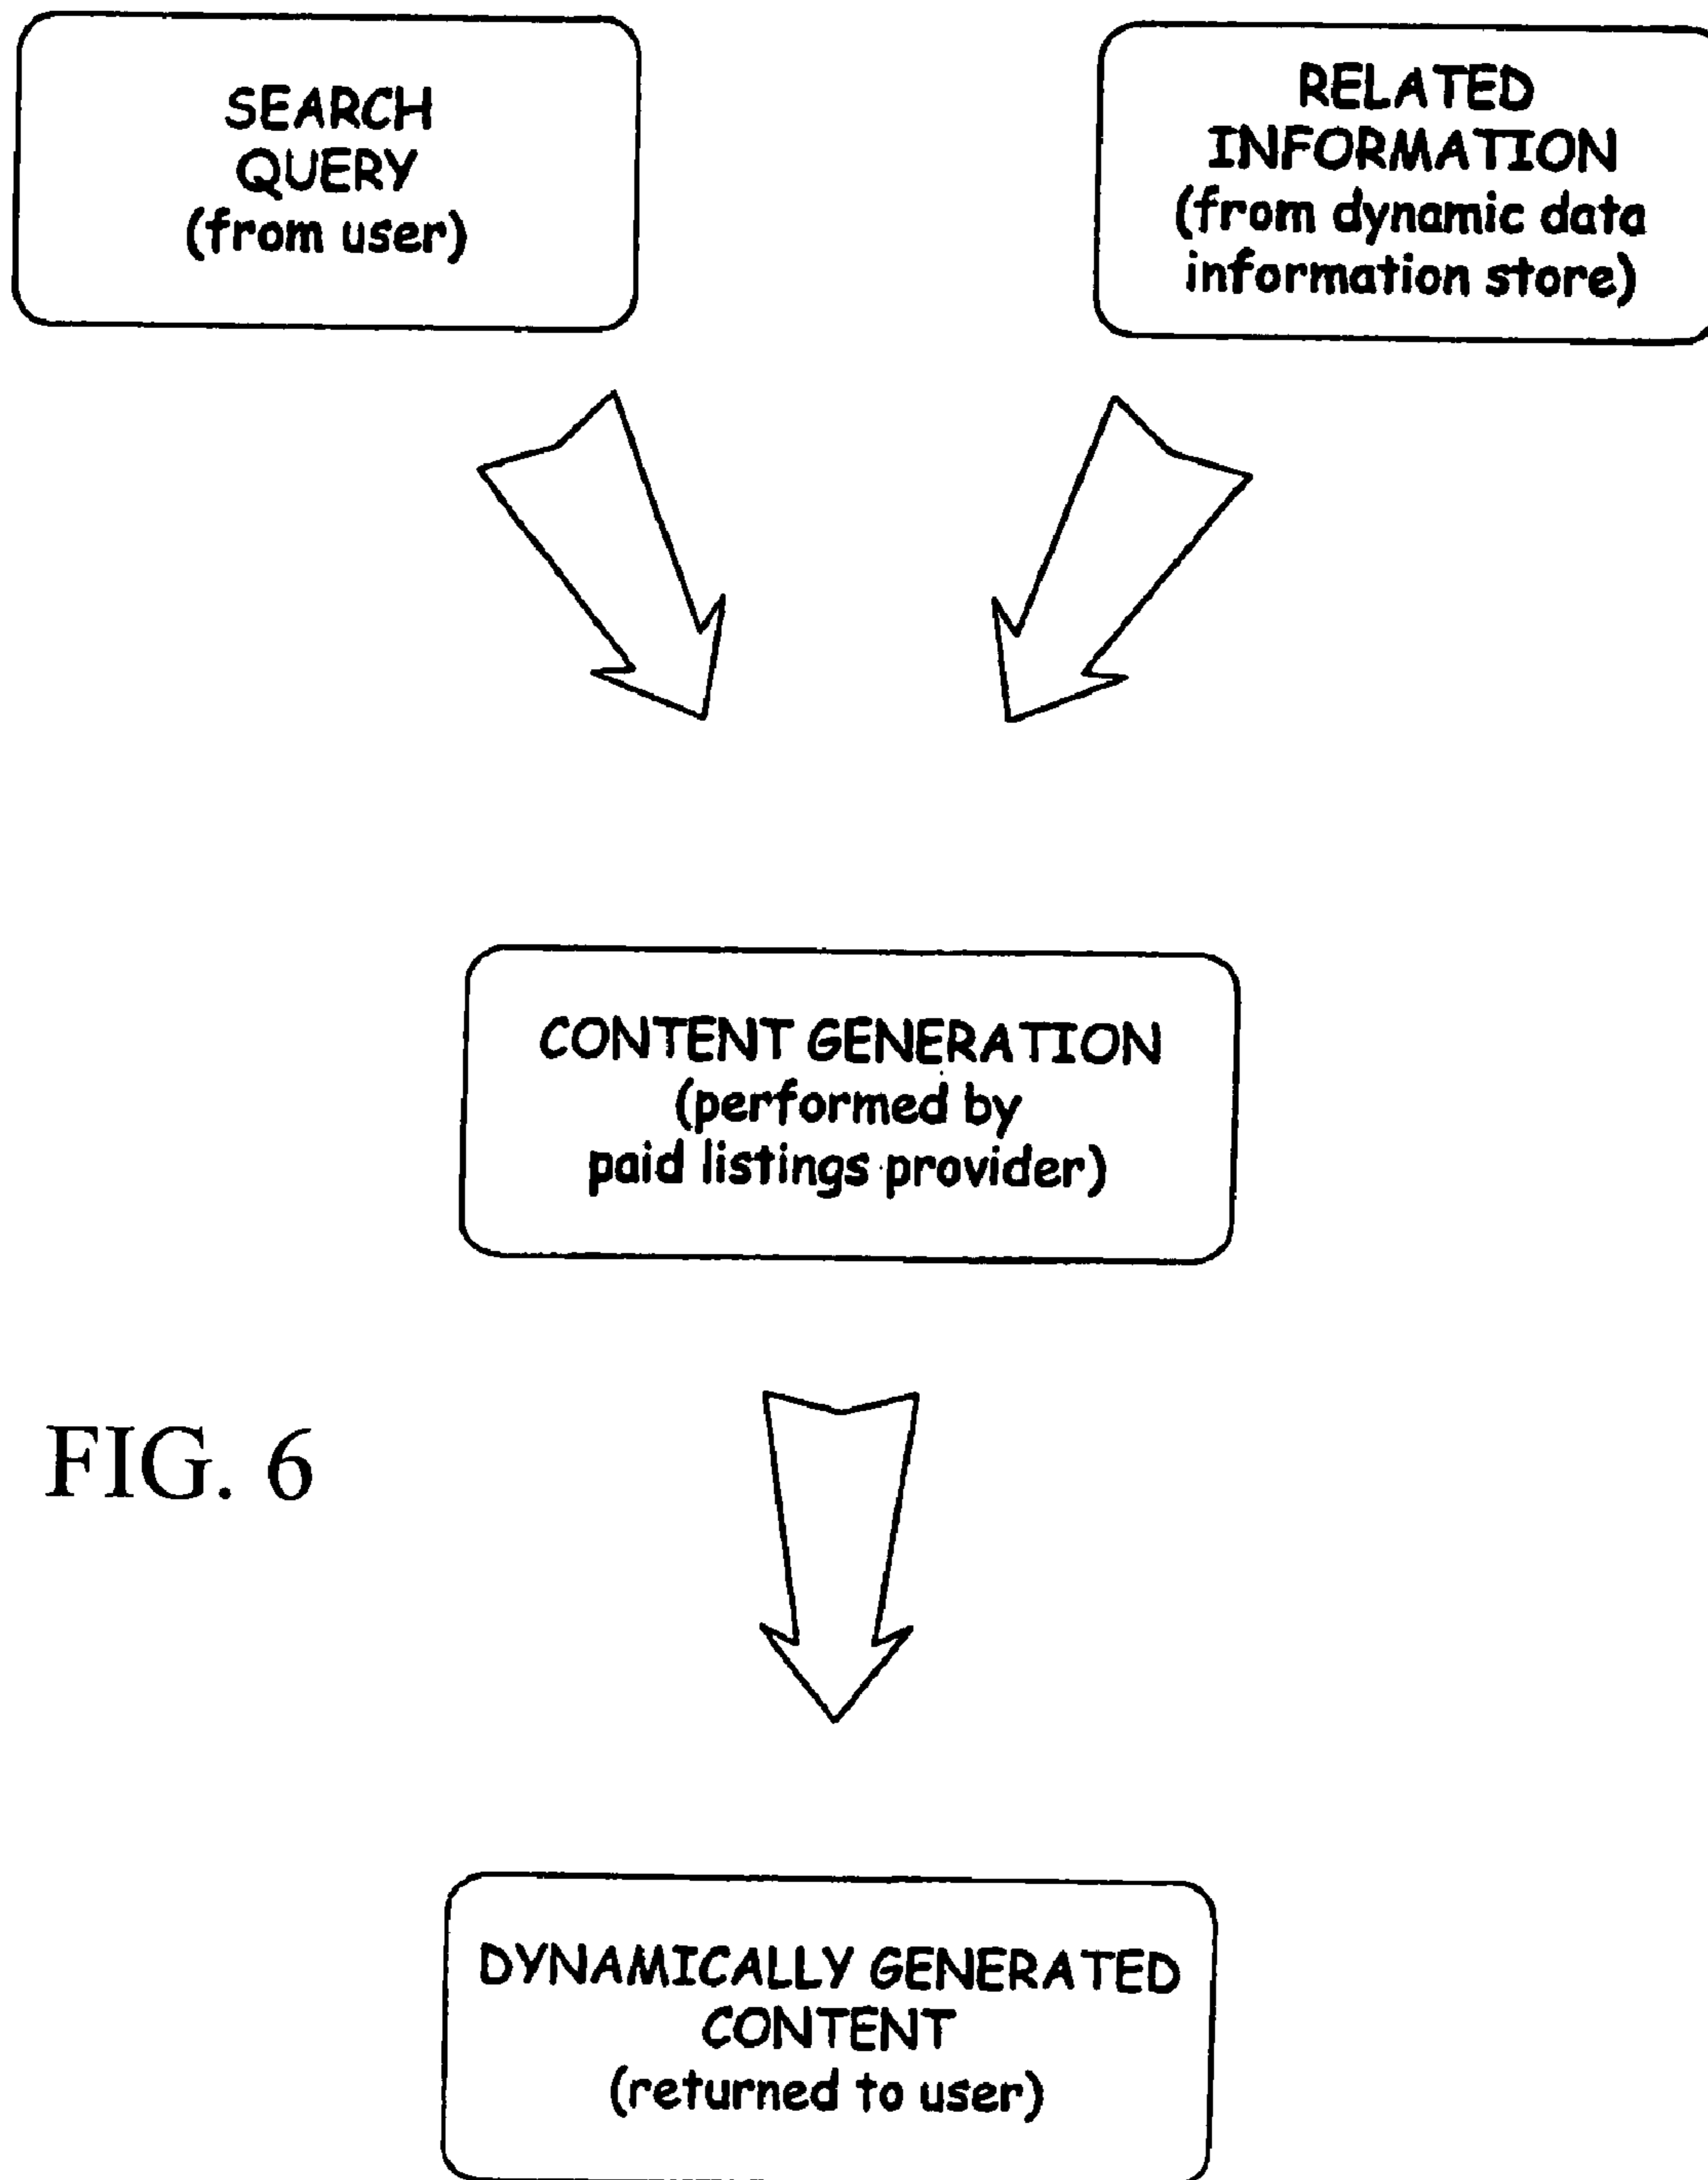 SEARCH
QUERY
(from user)
RELATED
INFORMATION
(from dynamic data
information store)
CONTENT GENERATION
(performed by
paid listings provider)
FIG. 6
DYNAMICALLY GENERATED
CONTENT
(returned to user)